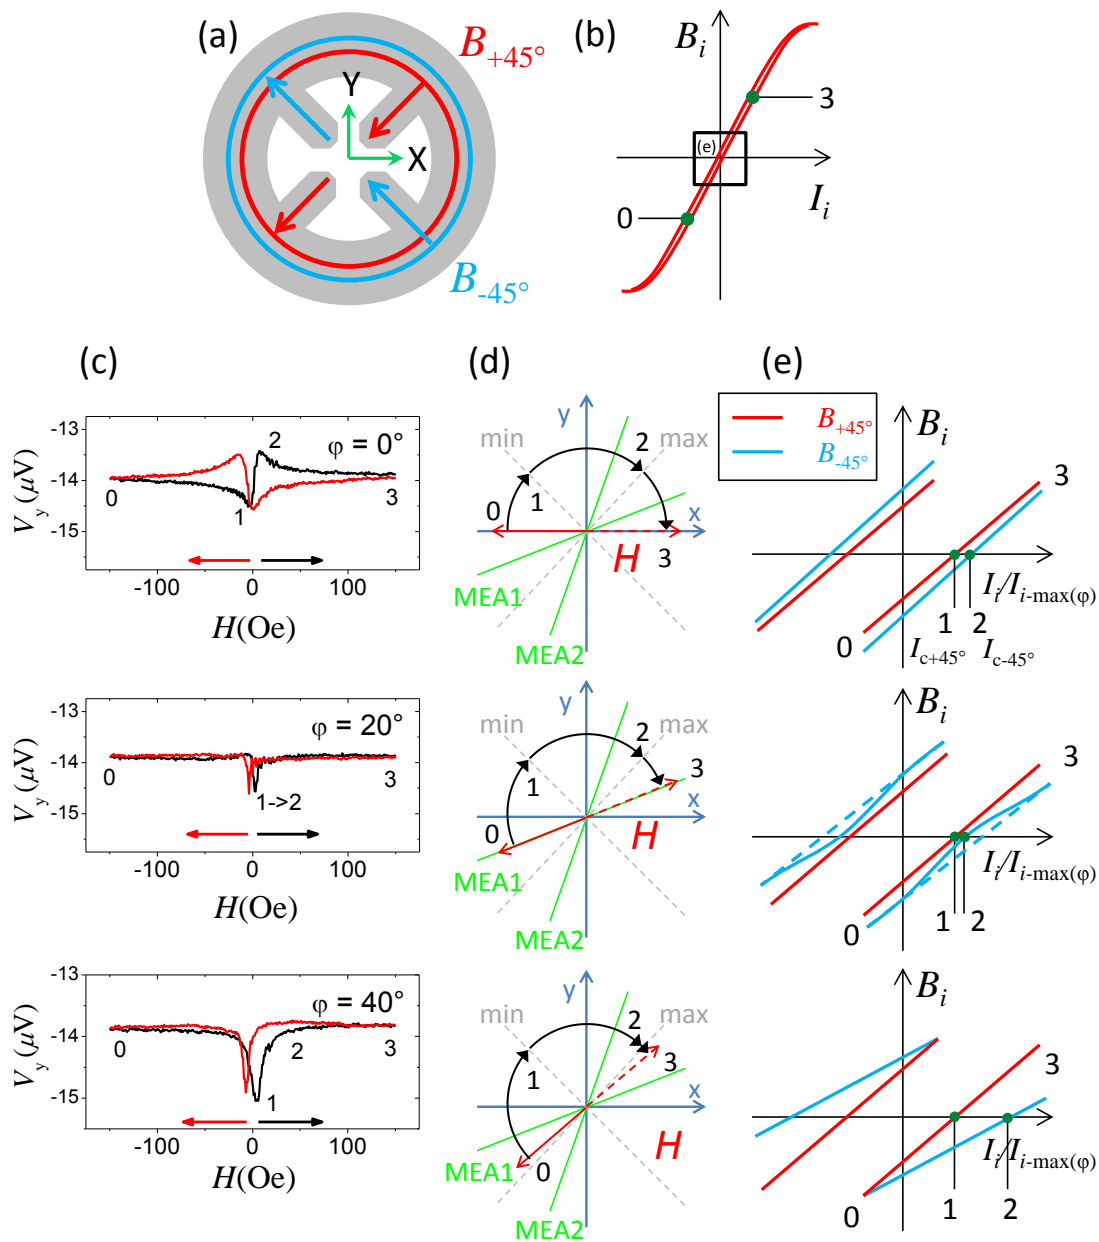 (a)
B+45°
Y
X
B-45°
(b)
Bi
3
(e)
0
Ii
(c)
(d)
(e)
-13
-14
-15
Vy (μV)
φ = 0°
2
0
1
3
-100 0 100
H(Oe)
y
min
max
2
1
0
x
H
3
MEA1
MEA2
B+45°
B-45°
Bi
3
Ii/Ii-max(φ)
0
1 2
Ic+45° Ic-45°
-13
-14
-15
Vy (μV)
φ = 20°
0
1->2
3
-100 0 100
H(Oe)
y
min
max
2
1
3
0
x
H
MEA1
MEA2
Bi
3
Ii/Ii-max(φ)
0
1 2
-13
-14
-15
Vy (μV)
φ = 40°
0
2
3
1
-100 0 100
H(Oe)
y
min
max
2
3
1
x
0
H
MEA1
MEA2
Bi
3
Ii/Ii-max(φ)
0
1 2